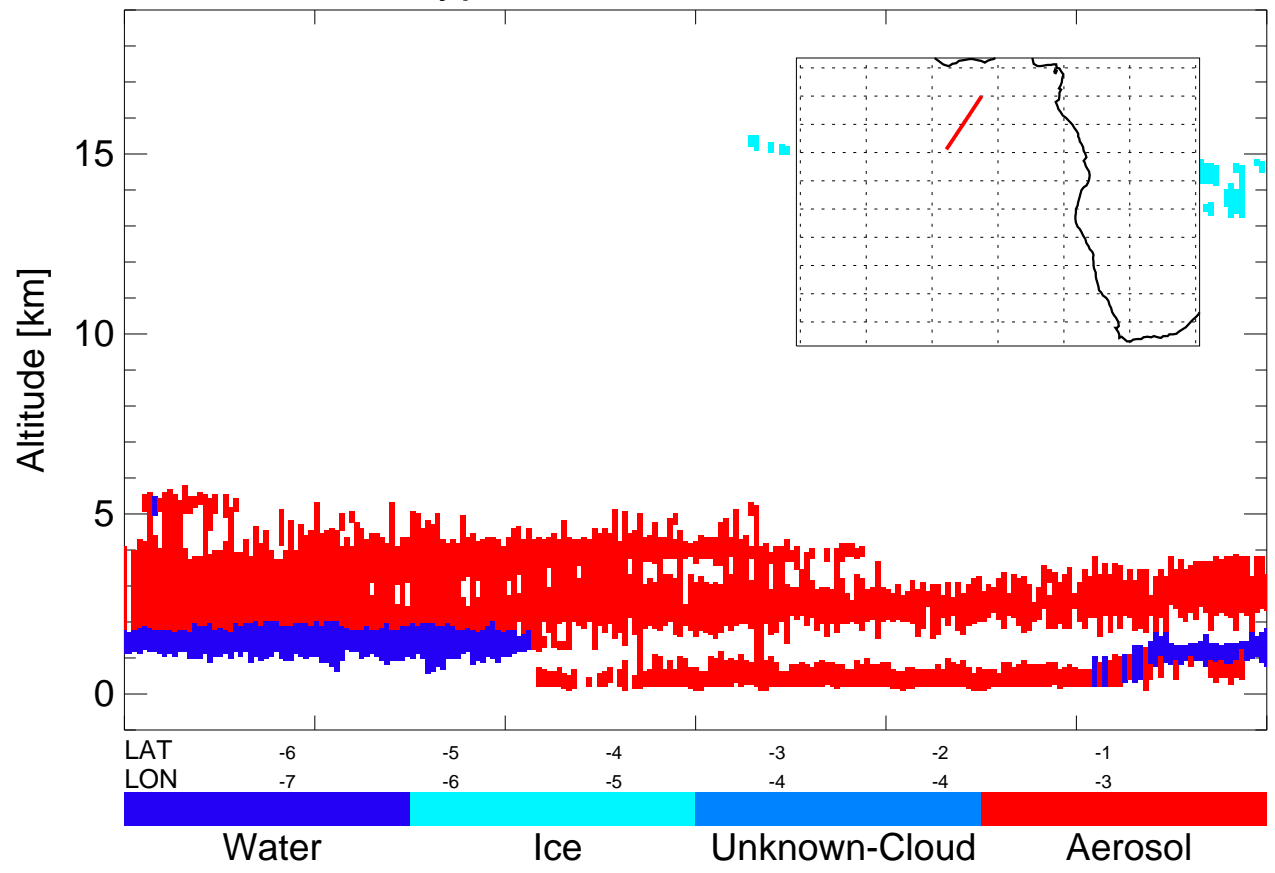 15
10
5
0
Altitude [km]
LAT -6 -5 -4 -3 -2 -1
LON -7 -6 -5 -4 -4 -3
Water Ice Unknown-Cloud Aerosol